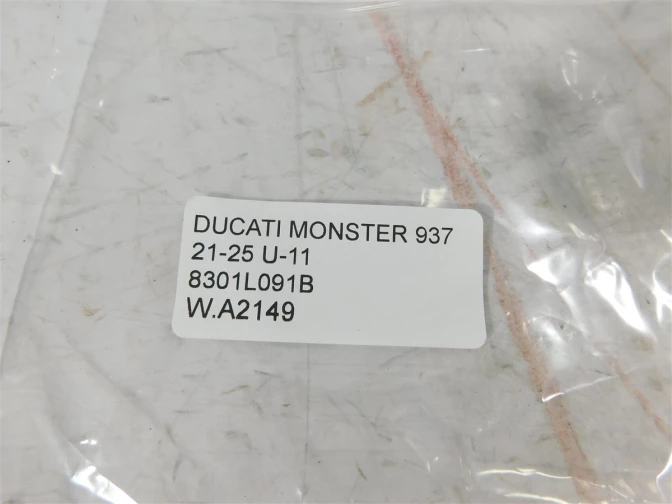 DUCATI MONSTER 937
21-25 U-11
8301L091B
W.A2149